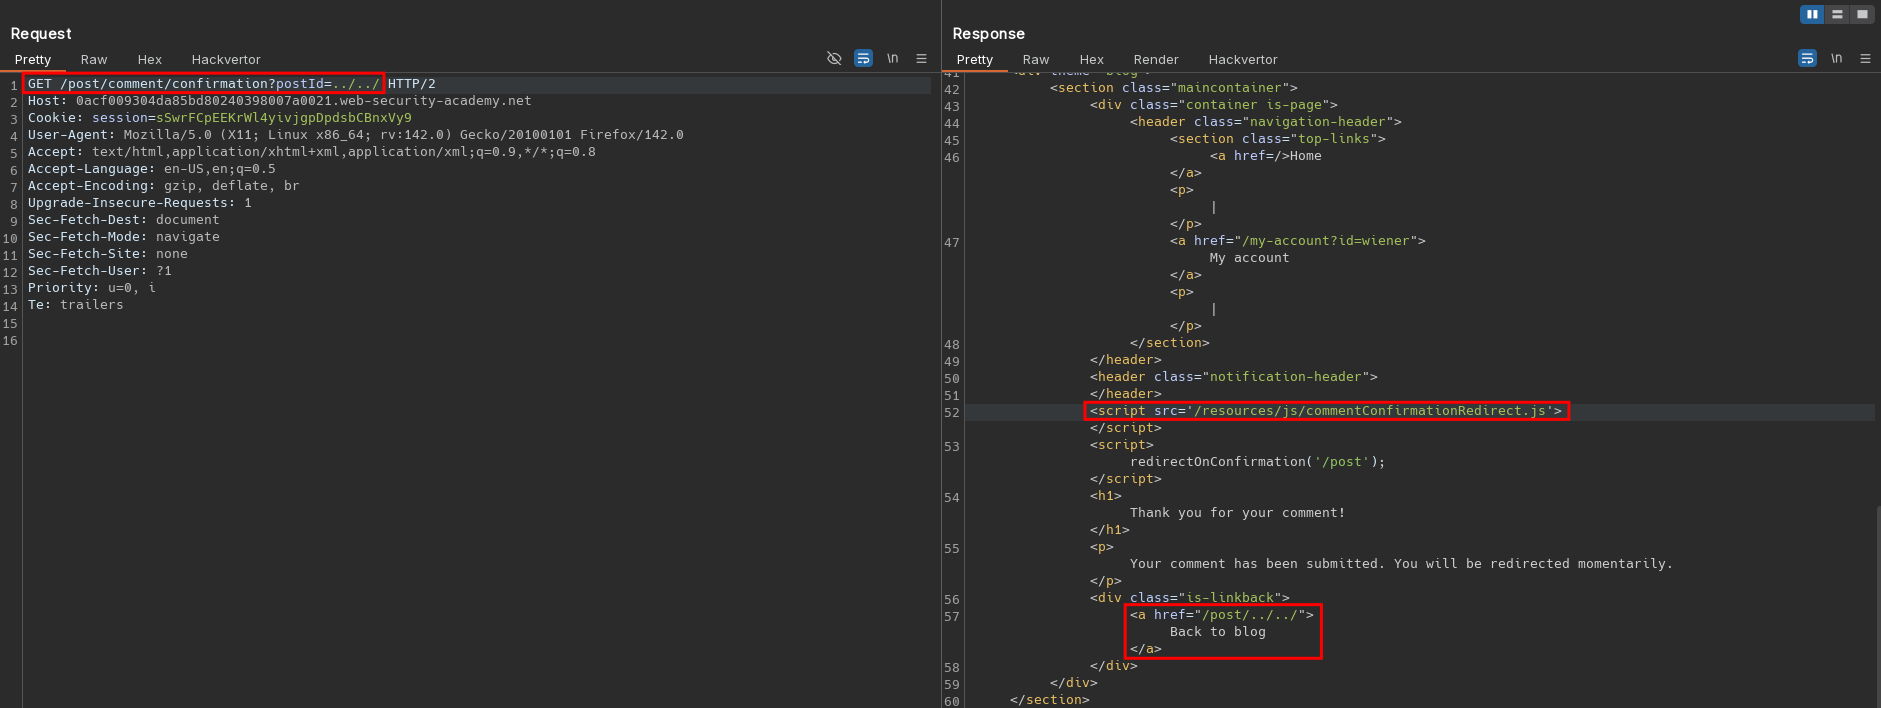 Request
Pretty Raw Hex Hackvertor \n
1 GET /post/comment/confirmation?postId=../../ HTTP/2
2 Host: 0acf009304da85bd80240398007a0021.web-security-academy.net
3 Cookie: session=sSwrFCpEEKrWl4yivjgpDpdsbCBnxVy9
4 User-Agent: Mozilla/5.0 (X11; Linux x86_64; rv:142.0) Gecko/20100101 Firefox/142.0
5 Accept: text/html,application/xhtml+xml,application/xml;q=0.9,*/*;q=0.8
6 Accept-Language: en-US,en;q=0.5
7 Accept-Encoding: gzip, deflate, br
8 Upgrade-Insecure-Requests: 1
9 Sec-Fetch-Dest: document
10 Sec-Fetch-Mode: navigate
11 Sec-Fetch-Site: none
12 Sec-Fetch-User: ?1
13 Priority: u=0, i
14 Te: trailers
15
16
Response
Pretty Raw Hex Render Hackvertor \n
41 <div theme="blog">
42 <section class="maincontainer">
43 <div class="container is-page">
44 <header class="navigation-header">
45 <section class="top-links">
46 <a href=/>Home
</a>
<p>
|
</p>
47 <a href="/my-account?id=wiener">
My account
</a>
<p>
|
</p>
48 </section>
49 </header>
50 <header class="notification-header">
51 </header>
52 <script src='/resources/js/commentConfirmationRedirect.js'>
</script>
53 <script>
redirectOnConfirmation('/post');
</script>
54 <h1>
Thank you for your comment!
</h1>
55 <p>
Your comment has been submitted. You will be redirected momentarily.
</p>
56 <div class="is-linkback">
57 <a href="/post/../../">
Back to blog
</a>
58 </div>
59 </div>
60 </section>